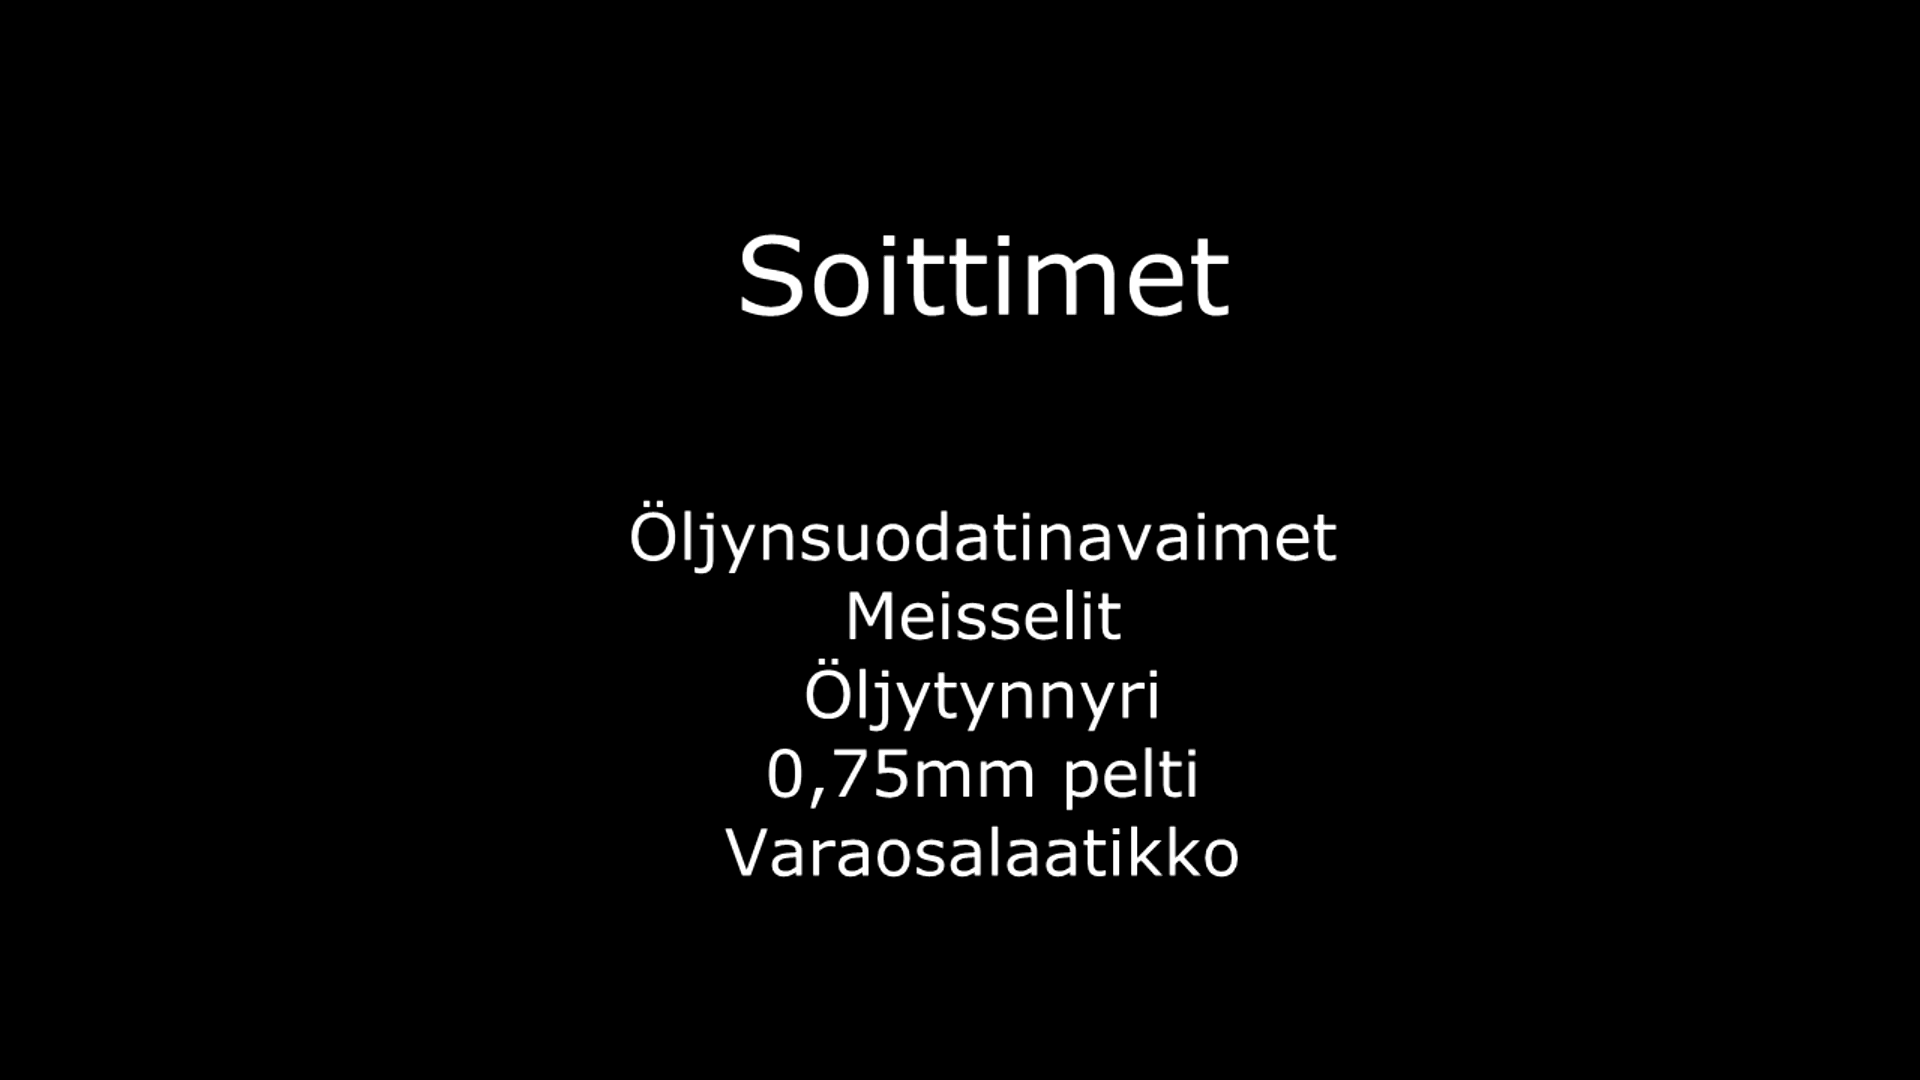 Soittimet
Öljynsuodatinavaimet
Meisselit
Öljytynnyri
0,75mm pelti
Varaosalaatikko